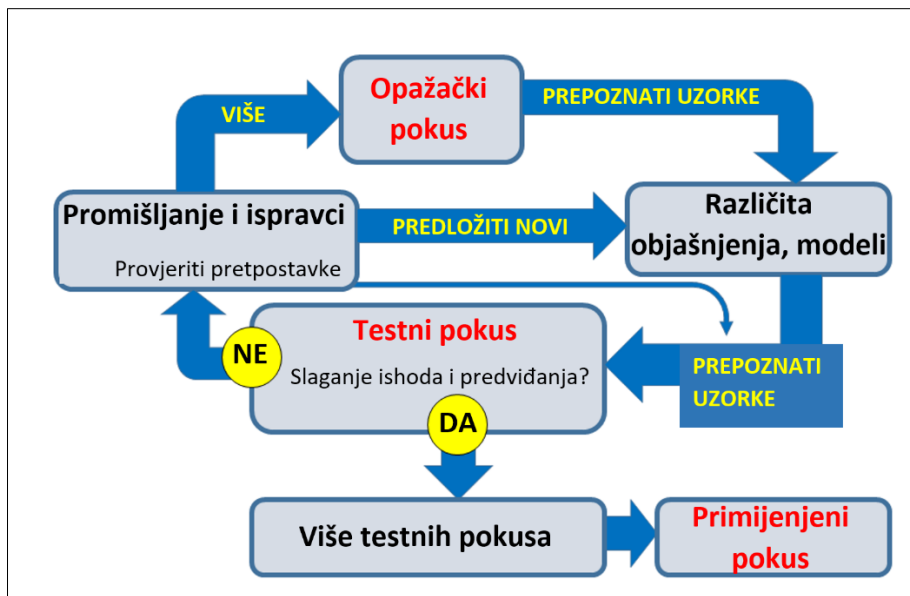 Opažački
pokus
PREPOZNATI UZORKE
VIŠE
Promišljanje i ispravci
Provjeriti pretpostavke
PREDLOŽITI NOVI
Različita
objašnjenja, modeli
Testni pokus
NE
Slaganje ishoda i predviđanja?
PREPOZNATI
UZORKE
DA
Više testnih pokusa
Primijenjeni
pokus